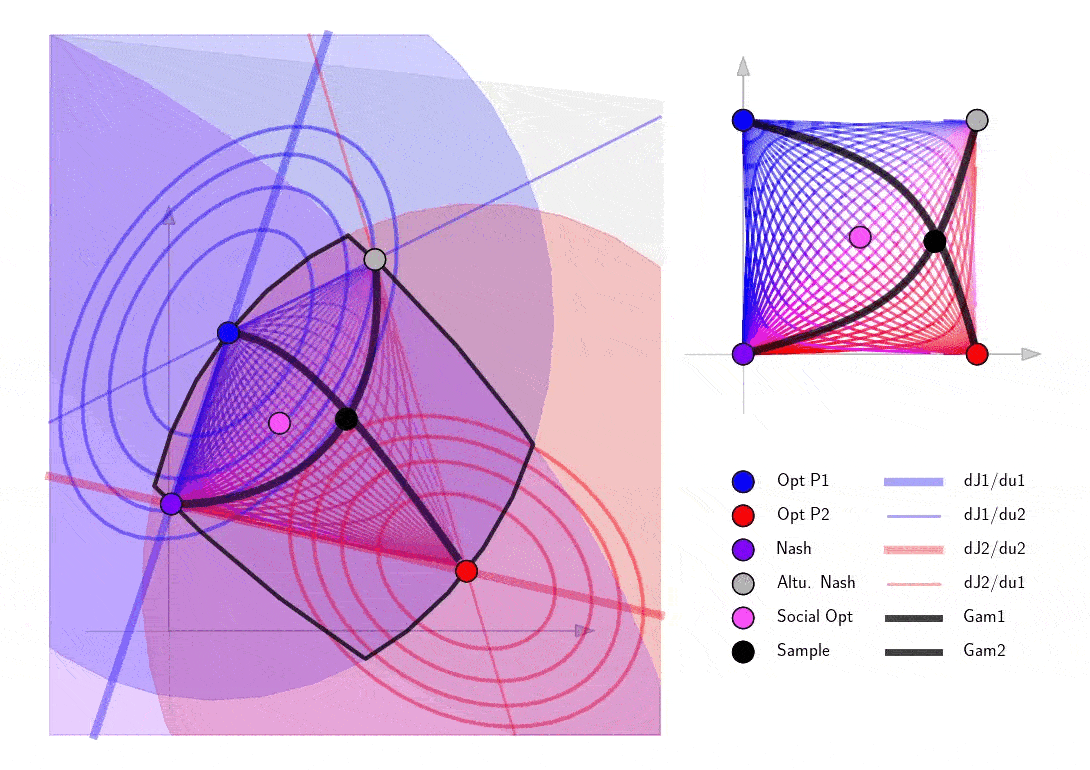 Opt P1 dJ1/du1
Opt P2 dJ1/du2
Nash dJ2/du2
Altu. Nash dJ2/du1
Social Opt Gam1
Sample Gam2